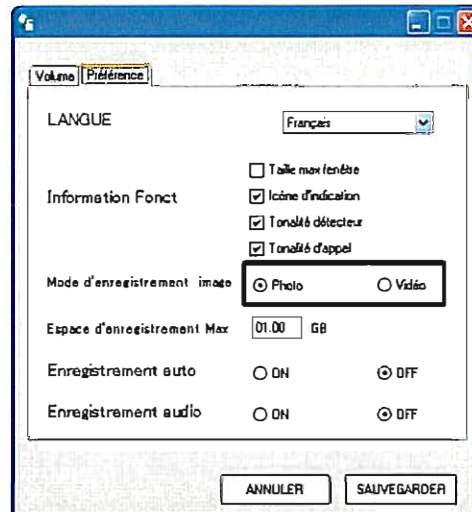 Volume Préférence
LANGUE Français
Taille max fenêtre
Information Fonct
Icône d'indication
Tonalité détecteur
Tonalité d'appel
Mode d'enregistrement image Photo Vidéo
Espace d'enregistrement Max 01.00 GB
Enregistrement auto ON OFF
Enregistrement audio ON OFF
ANNULER SAUVEGARDER